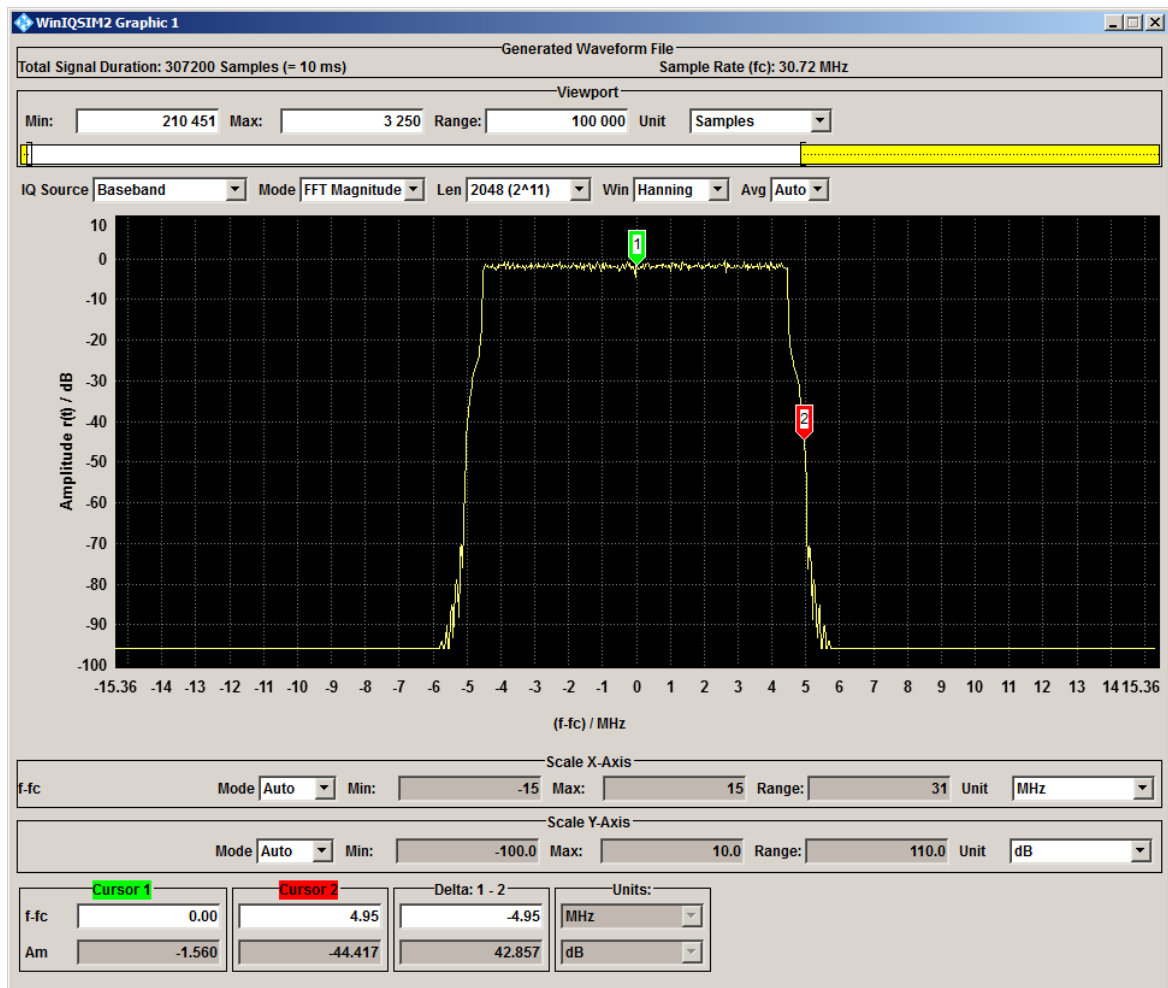 WinIQSIM2 Graphic 1
Generated Waveform File
Total Signal Duration: 307200 Samples (= 10 ms) Sample Rate (fc): 30.72 MHz
Viewport
Min: 210 451 Max: 3 250 Range: 100 000 Unit Samples
IQ Source Baseband Mode FFT Magnitude Len 2048 (2^11) Win Hanning Avg Auto
10
0
-10
-20
-30
-40
-50
-60
-70
-80
-90
-100
Amplitude r(t) / dB
1
2
-15.36 -14 -13 -12 -11 -10 -9 -8 -7 -6 -5 -4 -3 -2 -1 0 1 2 3 4 5 6 7 8 9 10 11 12 13 14 15.36
(f-fc) / MHz
Scale X-Axis
f-fc Mode Auto Min: -15 Max: 15 Range: 31 Unit MHz
Scale Y-Axis
Mode Auto Min: -100.0 Max: 10.0 Range: 110.0 Unit dB
Cursor 1 Cursor 2 Delta: 1 - 2 Units:
f-fc 0.00 4.95 -4.95 MHz
Am -1.560 -44.417 42.857 dB